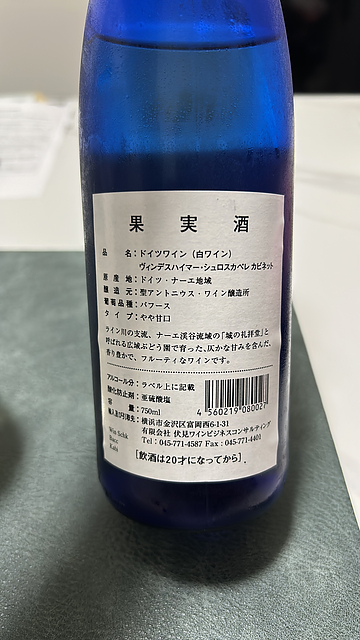 果実酒
品名：ドイツワイン（白ワイン）
ヴィンデスハイマー・シュロスカペレ カビネット
原産地：ドイツ・ナーエ地域
醸造元：聖アントニウス・ワイン醸造所
葡萄品種：バフース
タイプ：やや甘口
ライン川の支流、ナーエ渓谷流域の「城の礼拝堂」と
呼ばれる広域ぶどう園で育った、仄かな甘みを含んだ、
香り豊かで、フルーティなワインです。
アルコール分：ラベル上に記載
酸化防止剤：亜硫酸塩
容量：750ml
輸入及び引取先：横浜市金沢区富岡西6-1-31
有限会社 伏見ワインビジネスコンサルティング
Tel：045-771-4587 Fax：045-771-4401
4 560219 080027
Win Schk
Bacc
Kabi
［飲酒は20才になってから］